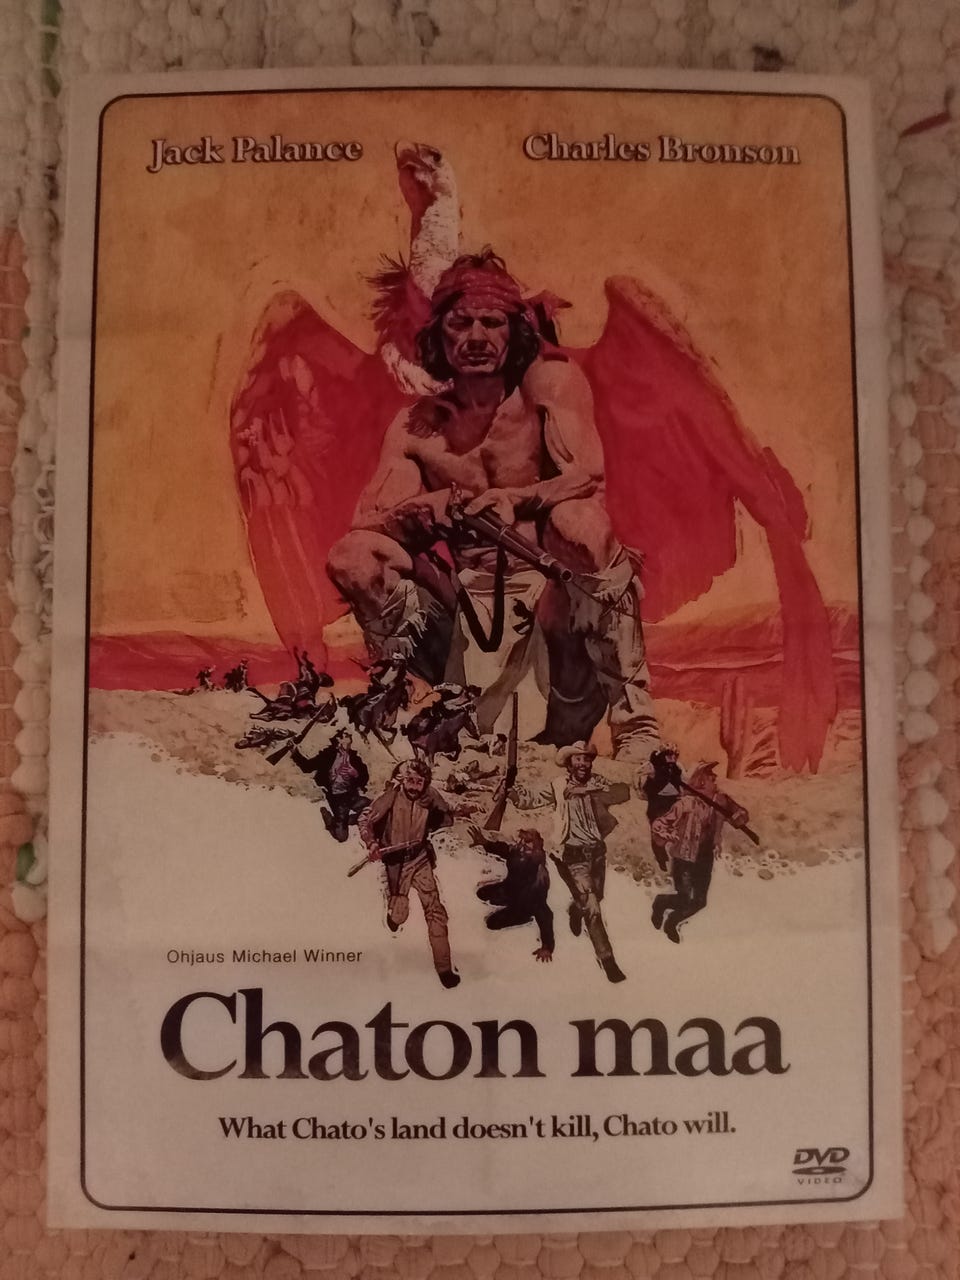 Jack Palance Charles Bronson
Ohjaus Michael Winner
Chaton maa
What Chato's land doesn't kill, Chato will.
DVD
VIDEO